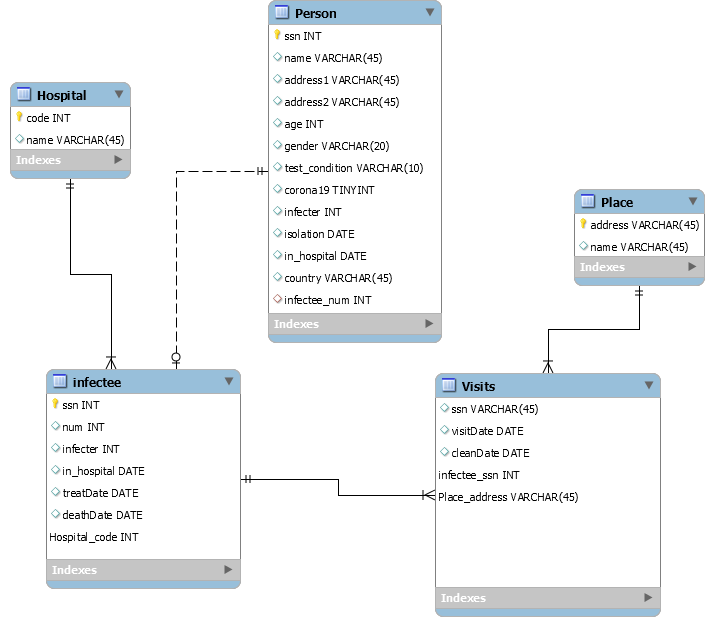 Person
ssn INT
name VARCHAR(45)
address1 VARCHAR(45)
address2 VARCHAR(45)
age INT
gender VARCHAR(20)
test_condition VARCHAR(10)
corona19 TINYINT
infecter INT
isolation DATE
in_hospital DATE
country VARCHAR(45)
infectee_num INT
Indexes
Hospital
code INT
name VARCHAR(45)
Indexes
Place
address VARCHAR(45)
name VARCHAR(45)
Indexes
infectee
ssn INT
num INT
infecter INT
in_hospital DATE
treatDate DATE
deathDate DATE
Hospital_code INT
Indexes
Visits
ssn VARCHAR(45)
visitDate DATE
cleanDate DATE
infectee_ssn INT
Place_address VARCHAR(45)
Indexes